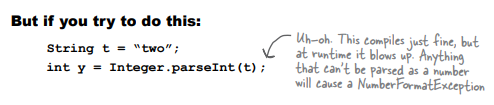 But if you try to do this:
String t = "two";
int y = Integer.parseInt(t);
Uh-oh. This compiles just fine, but
at runtime it blows up. Anything
that can't be parsed as a number
will cause a NumberFormatException